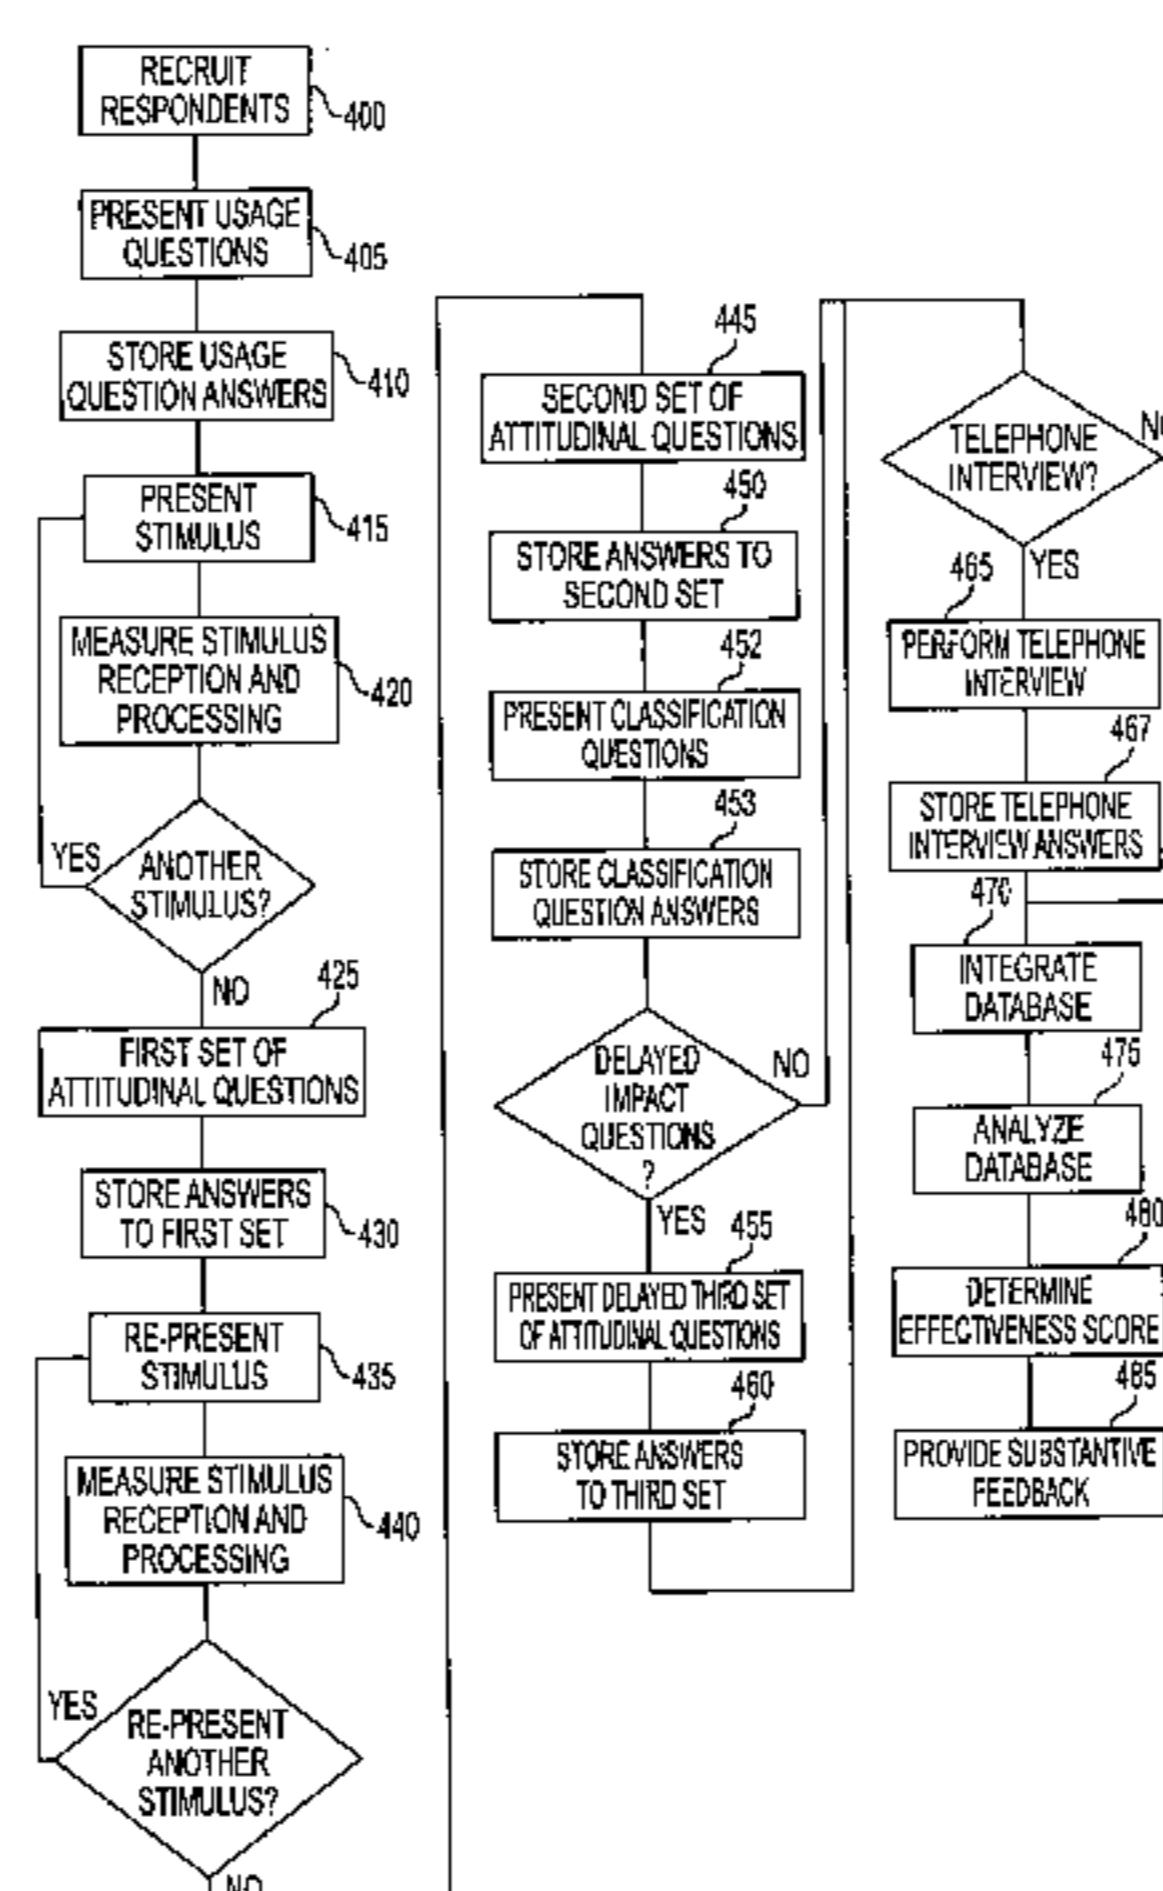 RECRUIT
RESPONDENTS
400
PRESENT USAGE
QUESTIONS
405
STORE USAGE
QUESTION ANSWERS
410
PRESENT
STIMULUS
415
MEASURE STIMULUS
RECEPTION AND
PROCESSING
420
YES
ANOTHER
STIMULUS?
NO
425
FIRST SET OF
ATTITUDINAL QUESTIONS
STORE ANSWERS
TO FIRST SET
430
RE-PRESENT
STIMULUS
435
MEASURE STIMULUS
RECEPTION AND
PROCESSING
440
YES
RE-PRESENT
ANOTHER
STIMULUS?
NO
445
SECOND SET OF
ATTITUDINAL QUESTIONS
450
STORE ANSWERS TO
SECOND SET
452
PRESENT CLASSIFICATION
QUESTIONS
453
STORE CLASSIFICATION
QUESTION ANSWERS
DELAYED
IMPACT
QUESTIONS
?
NO
YES
455
PRESENT DELAYED THIRD SET
OF ATTITUDINAL QUESTIONS
460
STORE ANSWERS
TO THIRD SET
TELEPHONE
INTERVIEW?
NO
YES
465
PERFORM TELEPHONE
INTERVIEW
467
STORE TELEPHONE
INTERVIEW ANSWERS
470
INTEGRATE
DATABASE
475
ANALYZE
DATABASE
480
DETERMINE
EFFECTIVENESS SCORE
485
PROVIDE SUBSTANTIVE
FEEDBACK